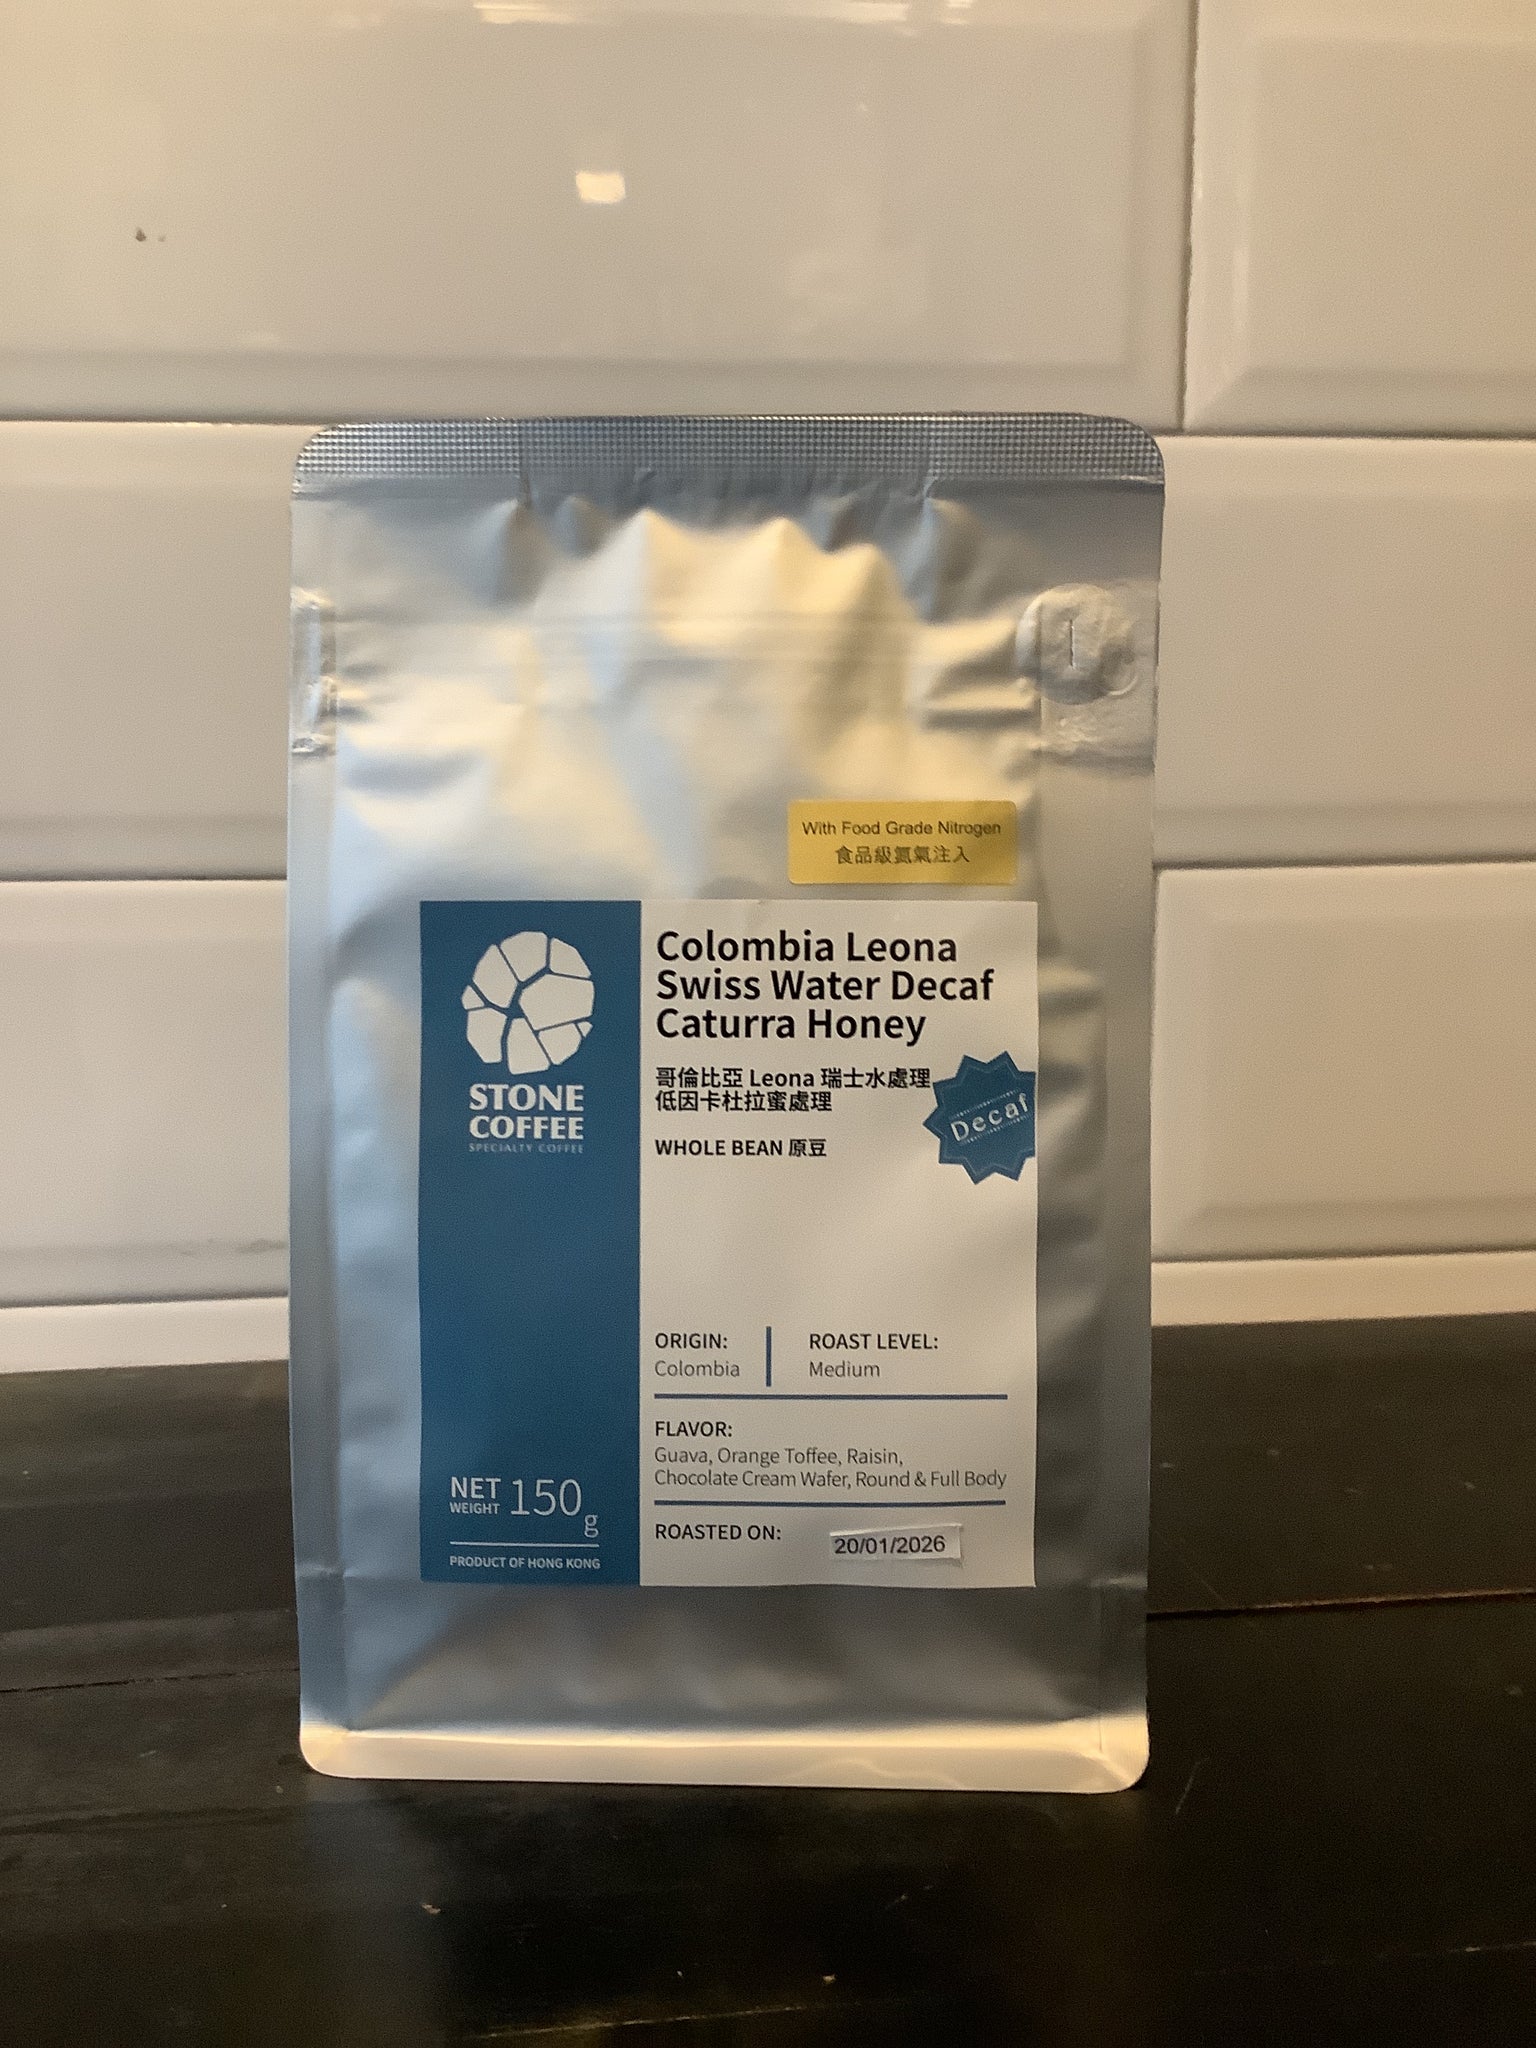 With Food Grade Nitrogen
食品級氮氣注入
STONE
COFFEE
SPECIALTY COFFEE
Colombia Leona
Swiss Water Decaf
Caturra Honey
哥倫比亞 Leona 瑞士水處理
低因卡杜拉蜜處理
Decaf
WHOLE BEAN 原豆
ORIGIN:
Colombia
ROAST LEVEL:
Medium
FLAVOR:
Guava, Orange Toffee, Raisin,
Chocolate Cream Wafer, Round & Full Body
ROASTED ON: 20/01/2026
NET WEIGHT 150g
PRODUCT OF HONG KONG